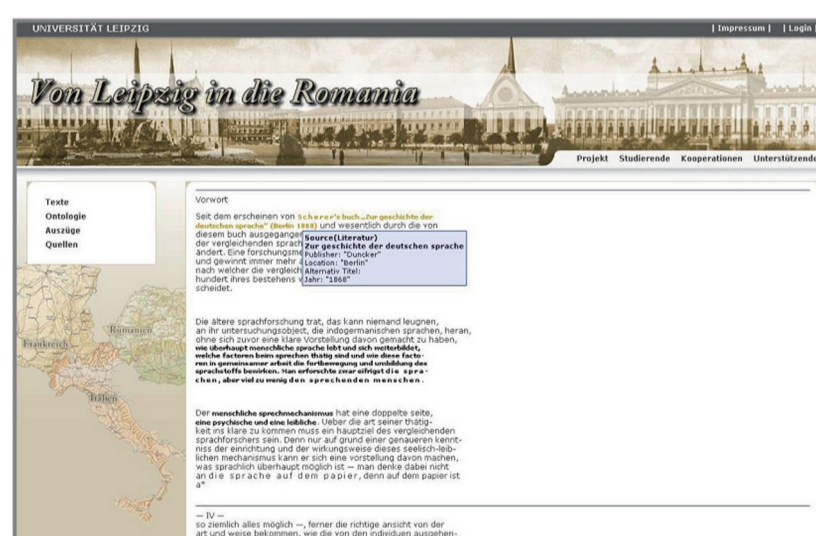 UNIVERSITÄT LEIPZIG
| Impressum | | Login |
Von Leipzig in die Romania
Projekt Studierende Kooperationen Unterstützende
Texte
Ontologie
Auszüge
Quellen
Frankreich
Rumänien
Italien
Vorwort
Seit dem erscheinen von Scherer's buch „Zur geschichte der
deutschen sprache" (Berlin 1868) und wesentlich durch die von
diesem buch ausgegangen
der vergleichenden sprach
ändert. Eine forschungsme
und gewinnt immer mehr
nach welcher die vergleich
hundert ihres bestehens v
scheidet.
Source(Literatur)
Zur geschichte der deutschen sprache
Publisher: "Duncker"
Location: "Berlin"
Alternativ Titel:
Jahr: "1868"
Die ältere sprachforschung trat, das kann niemand leugnen,
an ihr untersuchungsobject, die indogermanischen sprachen, heran,
ohne sich zuvor eine klare Vorstellung davon gemacht zu haben,
wie überhaupt menschliche sprache lebt und sich weiterbildet,
welche factoren beim sprechen thätig sind und wie diese facto-
ren in gemeinsamer arbeit die fortbewegung und umbildung des
sprachstoffs bewirken. Man erforschte zwar eifrigst die spra-
chen, aber viel zu wenig den sprechenden menschen.
Der menschliche sprechmechanismus hat eine doppelte seite,
eine psychische und eine leibliche. Ueber die art seiner thätig-
keit ins klare zu kommen muss ein hauptziel des vergleichenden
sprachforschers sein. Denn nur auf grund einer genaueren kennt-
niss der einrichtung und der wirkungsweise dieses seelisch-leib-
lichen mechanismus kann er sich eine vorstellung davon machen,
was sprachlich überhaupt möglich ist — man denke dabei nicht
an die sprache auf dem papier, denn auf dem papier ist
a"
— IV —
so ziemlich alles möglich —, ferner die richtige ansicht von der
art und weise bekommen, wie die von den individuen ausgehen-